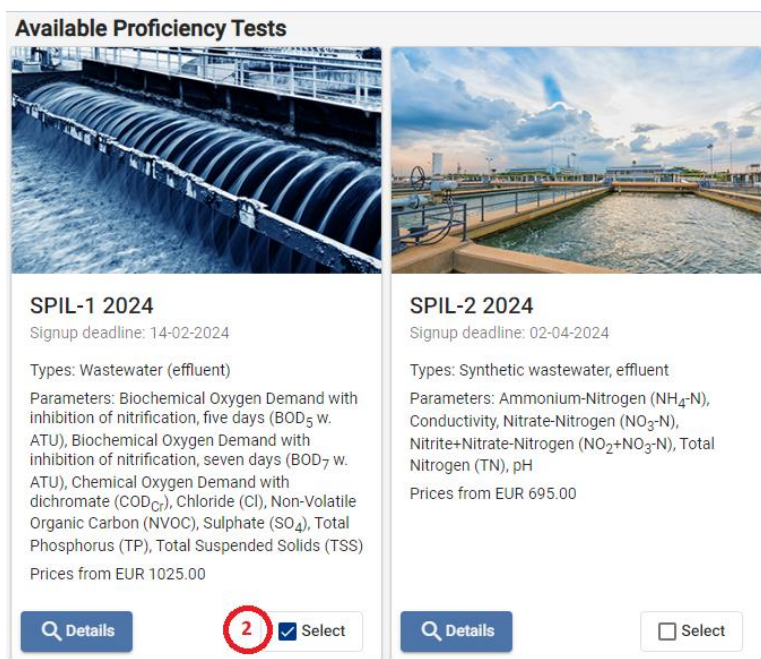 Available Proficiency Tests
SPIL-1 2024
Signup deadline: 14-02-2024
Types: Wastewater (effluent)
Parameters: Biochemical Oxygen Demand with
inhibition of nitrification, five days (BOD₅ w.
ATU), Biochemical Oxygen Demand with
inhibition of nitrification, seven days (BOD₇ w.
ATU), Chemical Oxygen Demand with
dichromate (COD_Cr), Chloride (Cl), Non-Volatile
Organic Carbon (NVOC), Sulphate (SO₄), Total
Phosphorus (TP), Total Suspended Solids (TSS)
Prices from EUR 1025.00
Details
2
Select
SPIL-2 2024
Signup deadline: 02-04-2024
Types: Synthetic wastewater, effluent
Parameters: Ammonium-Nitrogen (NH₄-N),
Conductivity, Nitrate-Nitrogen (NO₃-N),
Nitrite+Nitrate-Nitrogen (NO₂+NO₃-N), Total
Nitrogen (TN), pH
Prices from EUR 695.00
Details
Select